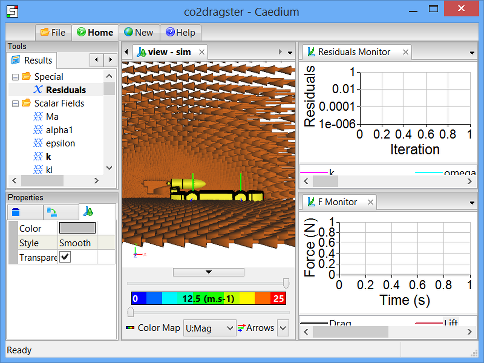 co2dragster - Caedium
File
Home
New
Help
Tools
Results
Special
Residuals
Scalar Fields
Ma
alpha1
epsilon
k
kl
Properties
Color
Style Smooth
Transpare
view - sim
0 12.5 (m.s-1) 25
Color Map U:Mag Arrows
Residuals Monitor
Residuals
1
0.01
0.0001
1e-006
0 0.2 0.4 0.6 0.8 1
Iteration
k omega
F Monitor
Force (N)
1
0.8
0.6
0.4
0.2
0
0 0.2 0.4 0.6 0.8 1
Time (s)
Drag Lift
Ready